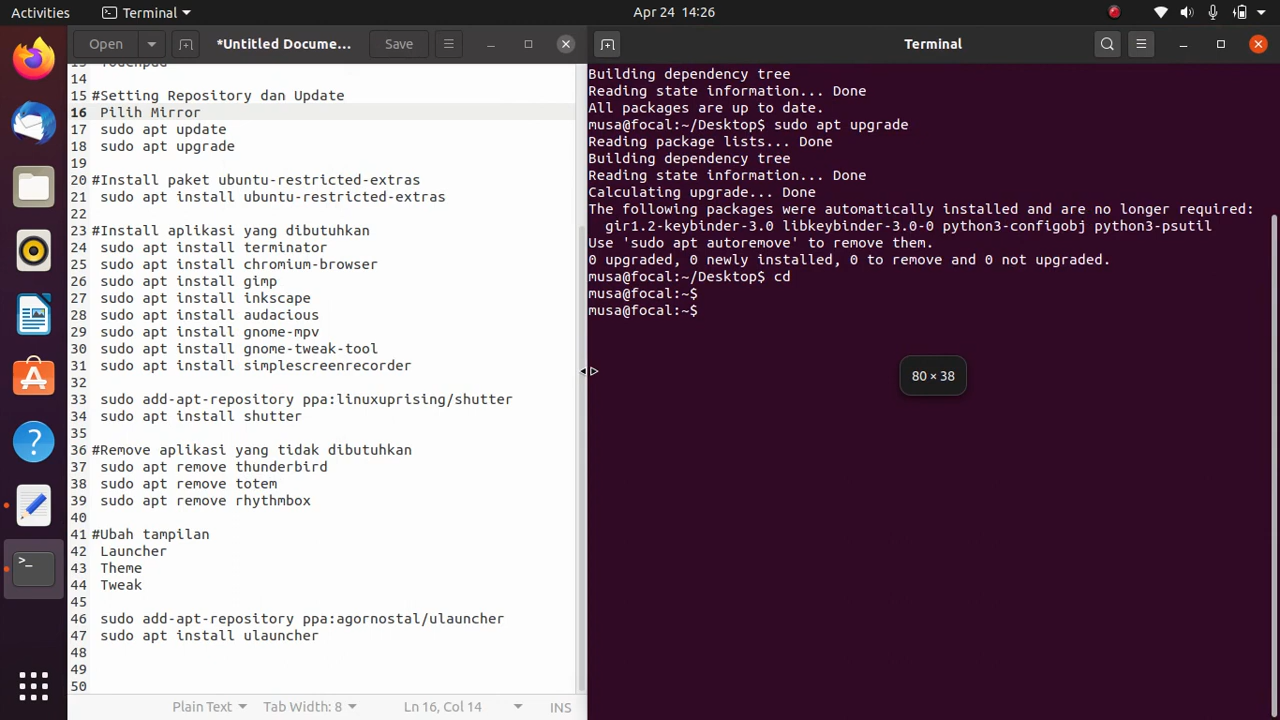 Activities
Terminal
Apr 24 14:26
Open
*Untitled Docume...
Save
Terminal
13 Touchpad
14
15 #Setting Repository dan Update
16 Pilih Mirror
17 sudo apt update
18 sudo apt upgrade
19
20 #Install paket ubuntu-restricted-extras
21 sudo apt install ubuntu-restricted-extras
22
23 #Install aplikasi yang dibutuhkan
24 sudo apt install terminator
25 sudo apt install chromium-browser
26 sudo apt install gimp
27 sudo apt install inkscape
28 sudo apt install audacious
29 sudo apt install gnome-mpv
30 sudo apt install gnome-tweak-tool
31 sudo apt install simplescreenrecorder
32
33 sudo add-apt-repository ppa:linuxuprising/shutter
34 sudo apt install shutter
35
36 #Remove aplikasi yang tidak dibutuhkan
37 sudo apt remove thunderbird
38 sudo apt remove totem
39 sudo apt remove rhythmbox
40
41 #Ubah tampilan
42 Launcher
43 Theme
44 Tweak
45
46 sudo add-apt-repository ppa:agornostal/ulauncher
47 sudo apt install ulauncher
48
49
50
Plain Text
Tab Width: 8
Ln 16, Col 14
INS
Building dependency tree
Reading state information... Done
All packages are up to date.
musa@focal:~/Desktop$ sudo apt upgrade
Reading package lists... Done
Building dependency tree
Reading state information... Done
Calculating upgrade... Done
The following packages were automatically installed and are no longer required:
gir1.2-keybinder-3.0 libkeybinder-3.0-0 python3-configobj python3-psutil
Use 'sudo apt autoremove' to remove them.
0 upgraded, 0 newly installed, 0 to remove and 0 not upgraded.
musa@focal:~/Desktop$ cd
musa@focal:~$
musa@focal:~$
80 × 38